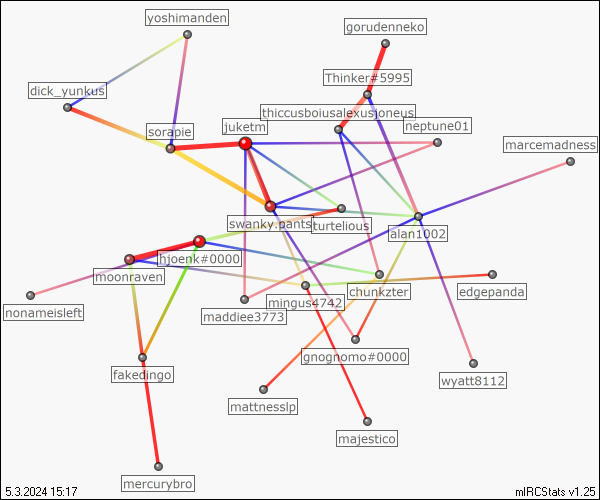 yoshimanden
gorudenneko
Thinker#5995
dick_yunkus
thiccusboiusalexusjoneus
juketm
neptune01
sorapie
marcemadness
swanky.pants
turtelious
alan1002
hjoerk#0000
moonraven
chunkzter
edgepanda
mingus4742
nonameisleft
maddiee3773
gnognomo#0000
fakedingo
wyatt8112
mattnesslp
majestico
mercurybro
5.3.2024 15:17
mIRCStats v1.25